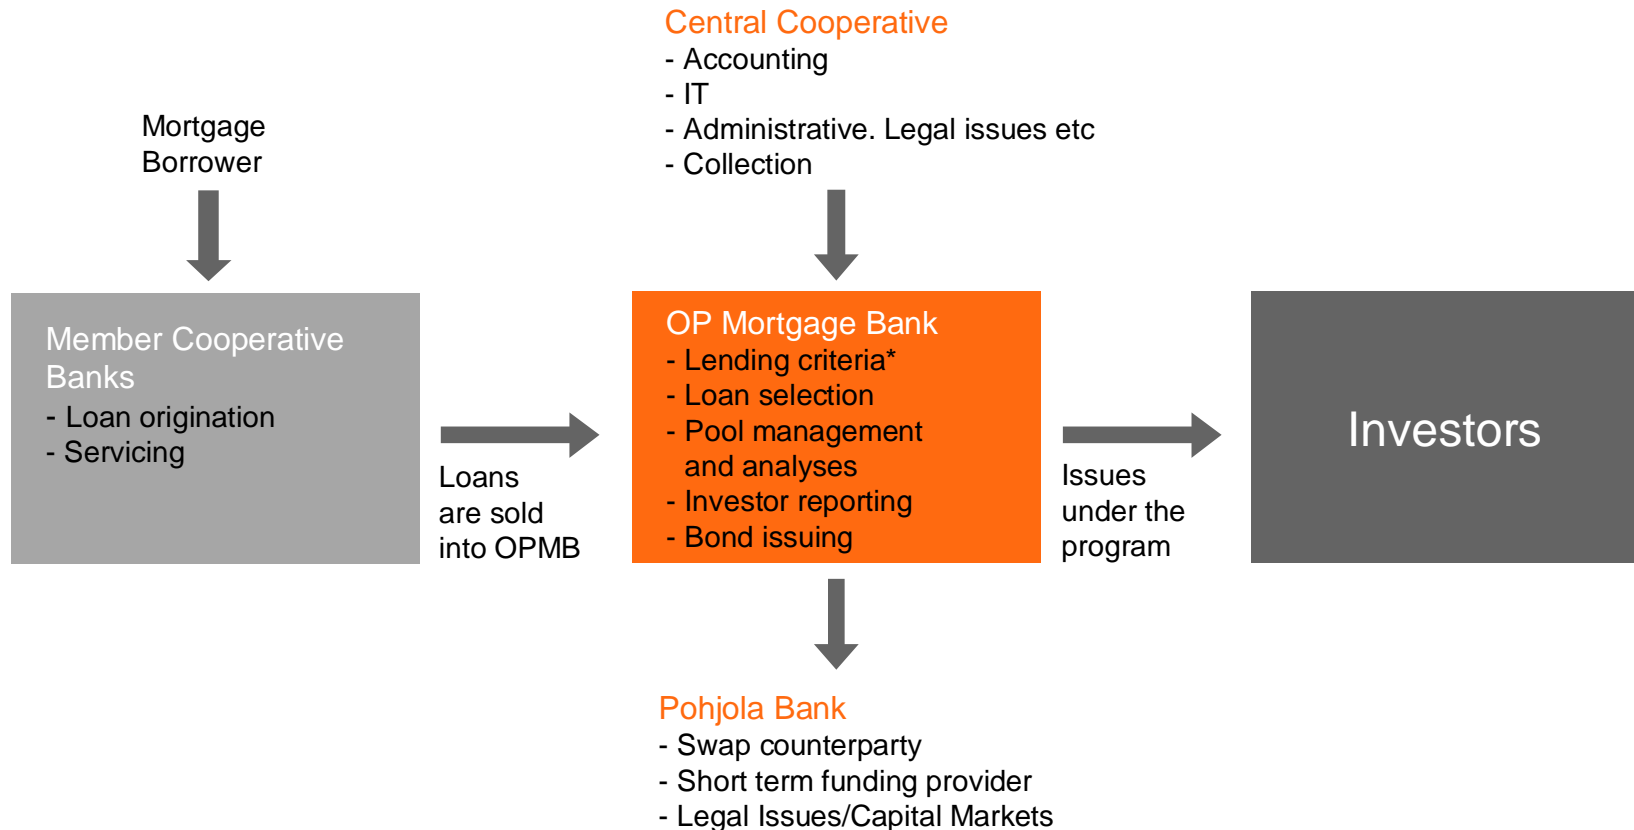 Central Cooperative
- Accounting
- IT
- Administrative. Legal issues etc
- Collection
Mortgage
Borrower
Member Cooperative
Banks
- Loan origination
- Servicing
Loans
are sold
into OPMB
OP Mortgage Bank
- Lending criteria*
- Loan selection
- Pool management
and analyses
- Investor reporting
- Bond issuing
Issues
under the
program
Investors
Pohjola Bank
- Swap counterparty
- Short term funding provider
- Legal Issues/Capital Markets